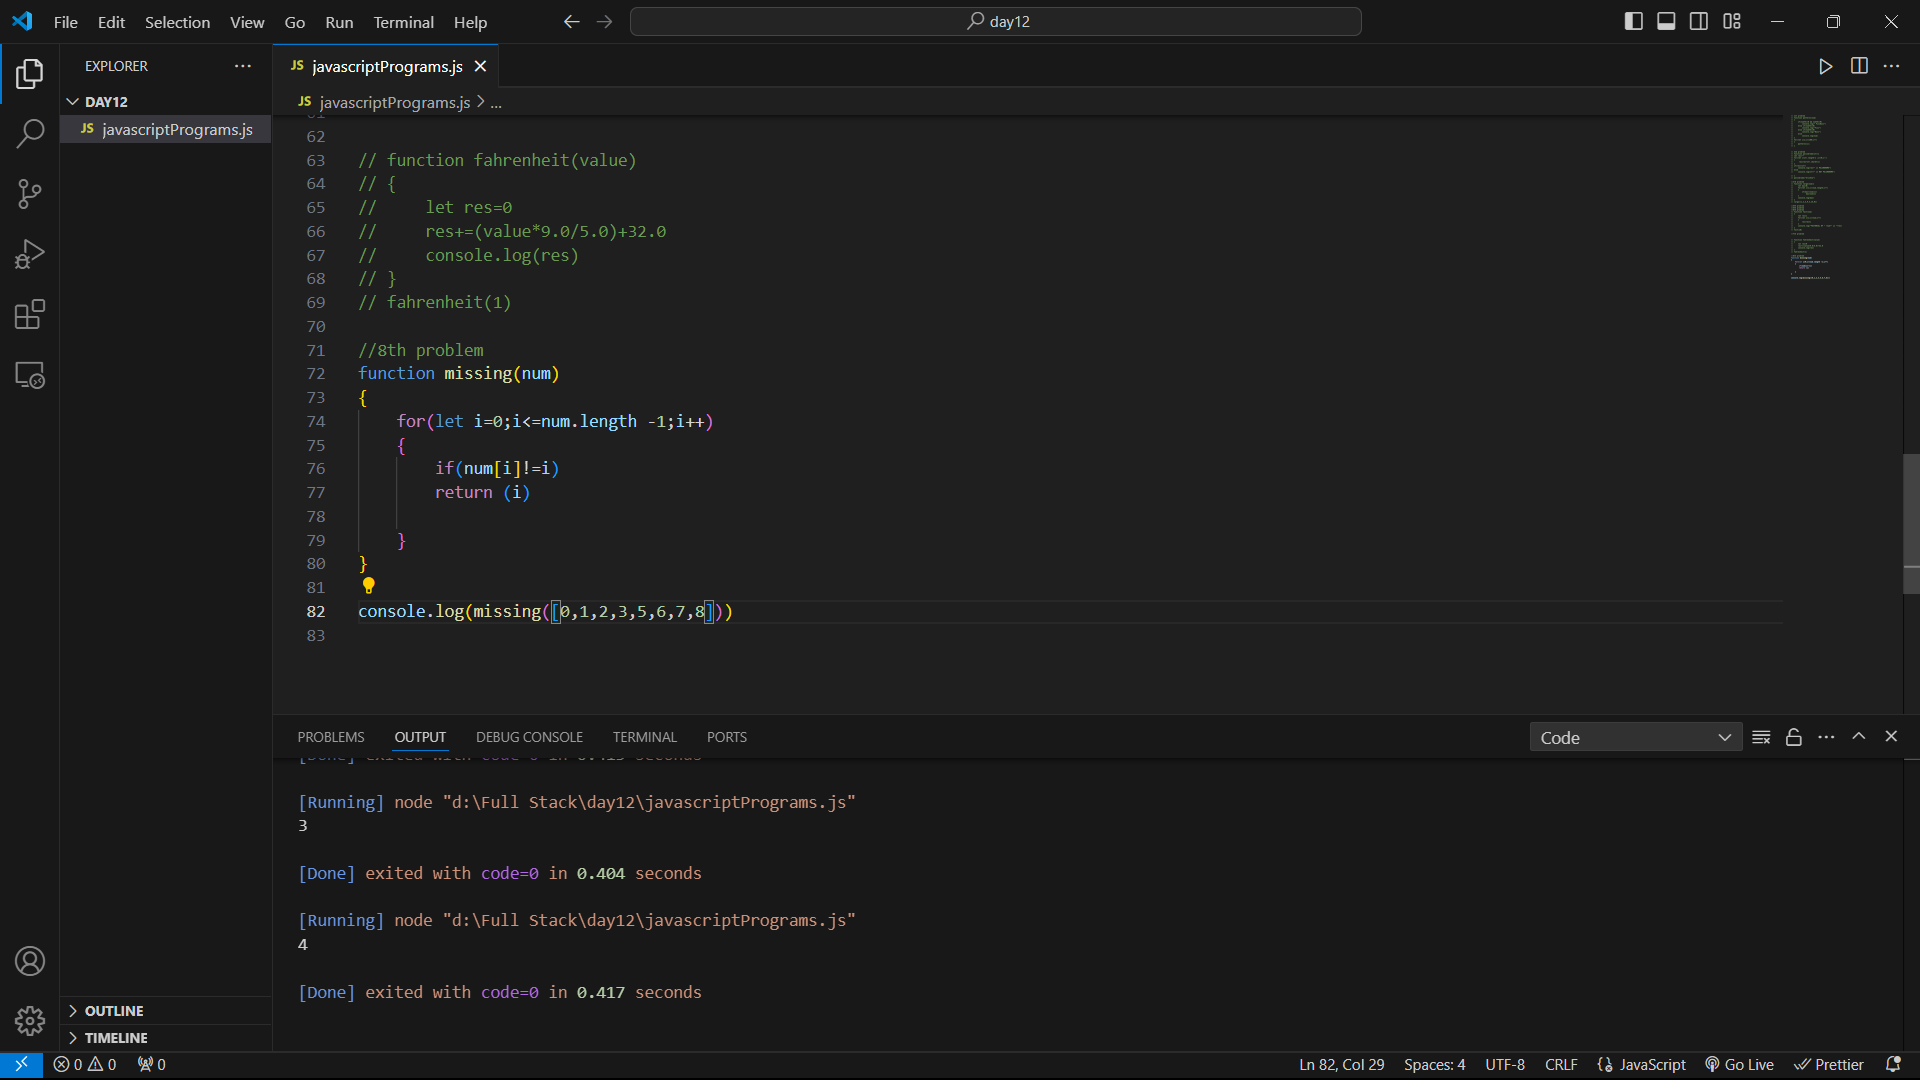 File Edit Selection View Go Run Terminal Help
day12
EXPLORER
DAY12
JS javascriptPrograms.js
JS javascriptPrograms.js
JS javascriptPrograms.js > ...
61
62
63 // function fahrenheit(value)
64 // {
65 //     let res=0
66 //     res+=(value*9.0/5.0)+32.0
67 //     console.log(res)
68 // }
69 // fahrenheit(1)
70
71 //8th problem
72 function missing(num)
73 {
74     for(let i=0;i<=num.length -1;i++)
75     {
76         if(num[i]!=i)
77         return (i)
78
79     }
80 }
81
82 console.log(missing([0,1,2,3,5,6,7,8]))
83
PROBLEMS OUTPUT DEBUG CONSOLE TERMINAL PORTS
Code
[Running] node "d:\Full Stack\day12\javascriptPrograms.js"
3
[Done] exited with code=0 in 0.404 seconds
[Running] node "d:\Full Stack\day12\javascriptPrograms.js"
4
[Done] exited with code=0 in 0.417 seconds
OUTLINE
TIMELINE
0 0 0
Ln 82, Col 29 Spaces: 4 UTF-8 CRLF {} JavaScript Go Live Prettier